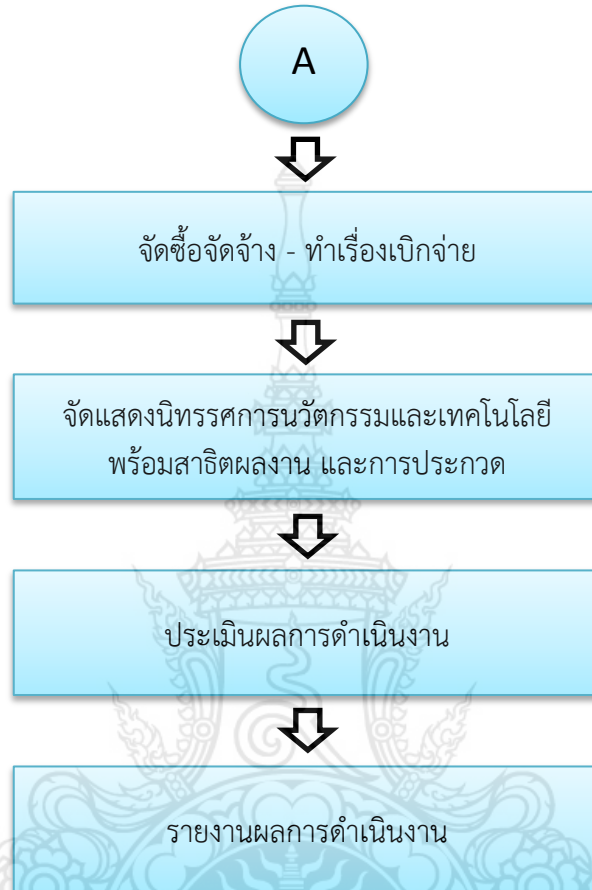 A
จัดซื้อจัดจ้าง - ทำเรื่องเบิกจ่าย
จัดแสดงนิทรรศการนวัตกรรมและเทคโนโลยี
พร้อมสาธิตผลงาน และการประกวด
ประเมินผลการดำเนินงาน
รายงานผลการดำเนินงาน